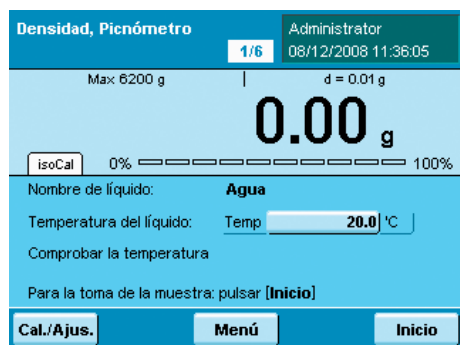 Densidad, Picnómetro
1/6
Administrator
08/12/2008 11:36:05
Max 6200 g
d = 0.01 g
0.00 g
isoCal 0% 100%
Nombre de líquido: Agua
Temperatura del líquido: Temp 20.0 °C
Comprobar la temperatura
Para la toma de la muestra: pulsar [Inicio]
Cal./Ajus. Menú Inicio